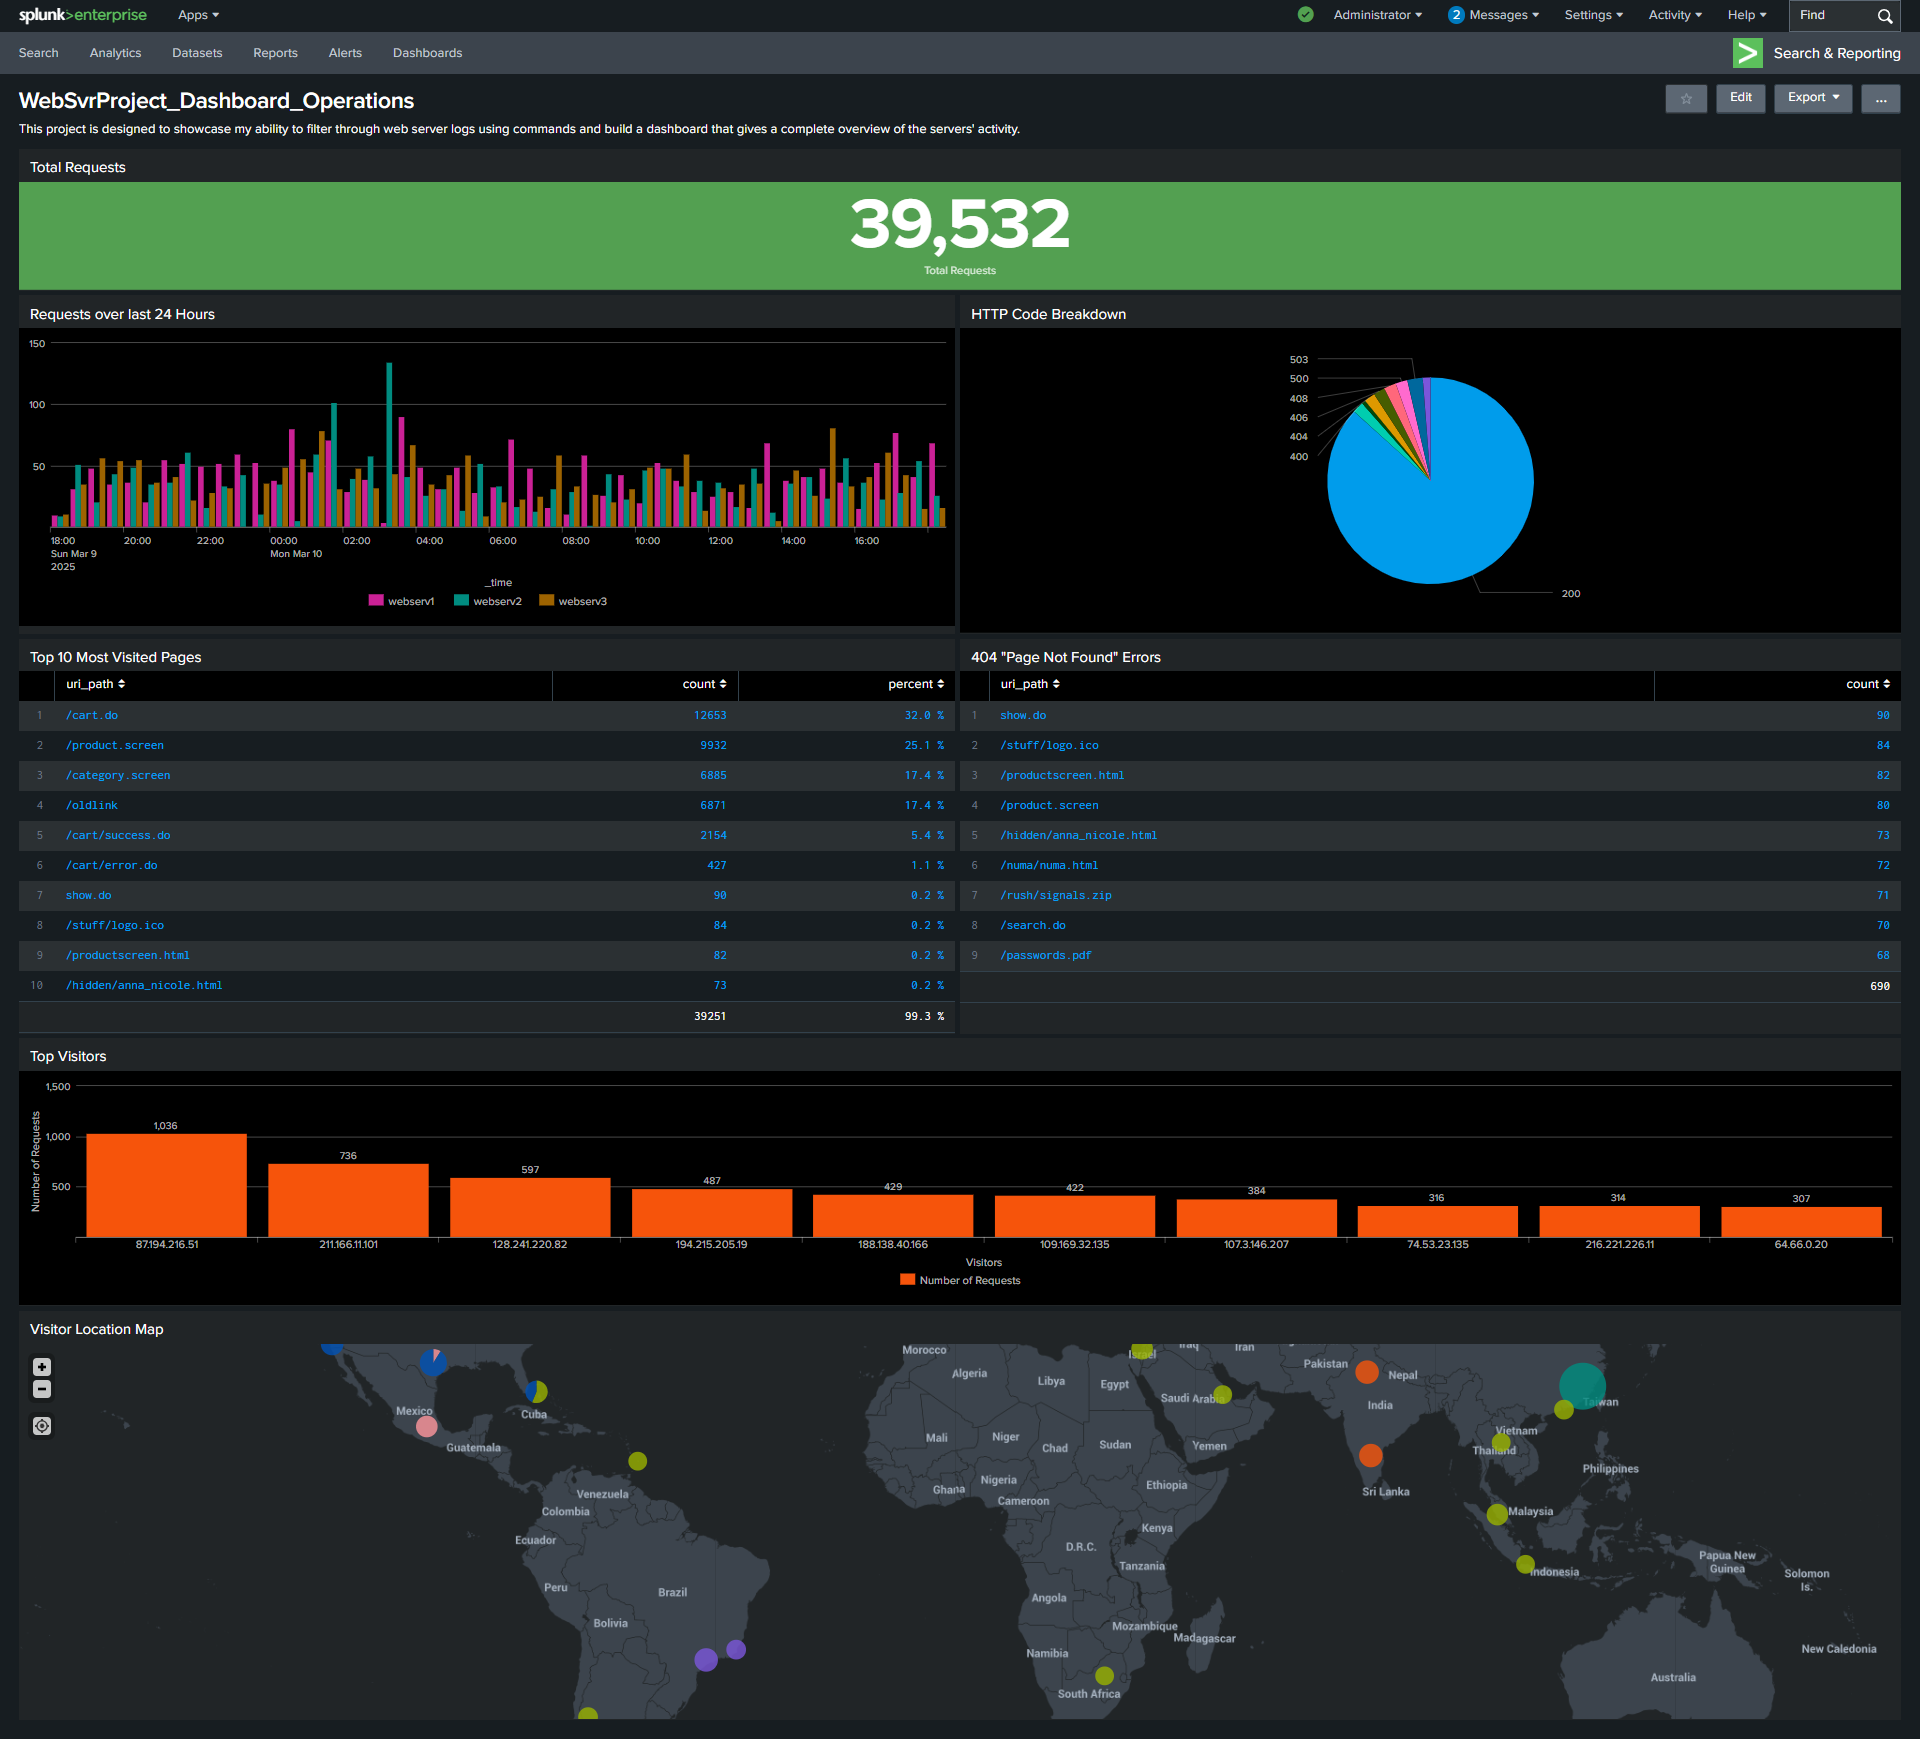 splunk>enterprise Apps Administrator 2 Messages Settings Activity Help Find
Search Analytics Datasets Reports Alerts Dashboards Search & Reporting
WebSvrProject_Dashboard_Operations Edit Export ...
This project is designed to showcase my ability to filter through web server logs using commands and build a dashboard that gives a complete overview of the servers' activity.
Total Requests
39,532
Total Requests
Requests over last 24 Hours
150
100
50
18:00 20:00 22:00 00:00 02:00 04:00 06:00 08:00 10:00 12:00 14:00 16:00
Sun Mar 9 Mon Mar 10
2025
_time
webserv1 webserv2 webserv3
HTTP Code Breakdown
503
500
408
406
404
400
200
Top 10 Most Visited Pages
uri_path count percent
1 /cart.do 12653 32.0 %
2 /product.screen 9932 25.1 %
3 /category.screen 6885 17.4 %
4 /oldlink 6871 17.4 %
5 /cart/success.do 2154 5.4 %
6 /cart/error.do 427 1.1 %
7 show.do 90 0.2 %
8 /stuff/logo.ico 84 0.2 %
9 /productscreen.html 82 0.2 %
10 /hidden/anna_nicole.html 73 0.2 %
39251 99.3 %
404 "Page Not Found" Errors
uri_path count
1 show.do 90
2 /stuff/logo.ico 84
3 /productscreen.html 82
4 /product.screen 80
5 /hidden/anna_nicole.html 73
6 /numa/numa.html 72
7 /rush/signals.zip 71
8 /search.do 70
9 /passwords.pdf 68
690
Top Visitors
1,500
1,000
500
Number of Requests
1,036 736 597 487 429 422 384 316 314 307
87.194.216.51 211.166.11.101 128.241.220.82 194.215.205.19 188.138.40.166 109.169.32.135 107.3.146.207 74.53.23.135 216.221.226.11 64.66.0.20
Visitors
Number of Requests
Visitor Location Map
Morocco Israel Iraq Iran
Pakistan
Algeria Libya Egypt Nepal
Saudi Arabia India Taiwan
Mexico Cuba
Guatemala Mali Niger Chad Sudan Yemen Vietnam
Thailand
Philippines
Nigeria Ethiopia
Venezuela Ghana Cameroon Sri Lanka
Colombia Malaysia
Ecuador Kenya
D.R.C.
Tanzania Papua New
Guinea
Indonesia Solomon
Is.
Peru Brazil Angola
Bolivia Mozambique
Madagascar
Namibia New Caledonia
Australia
South Africa